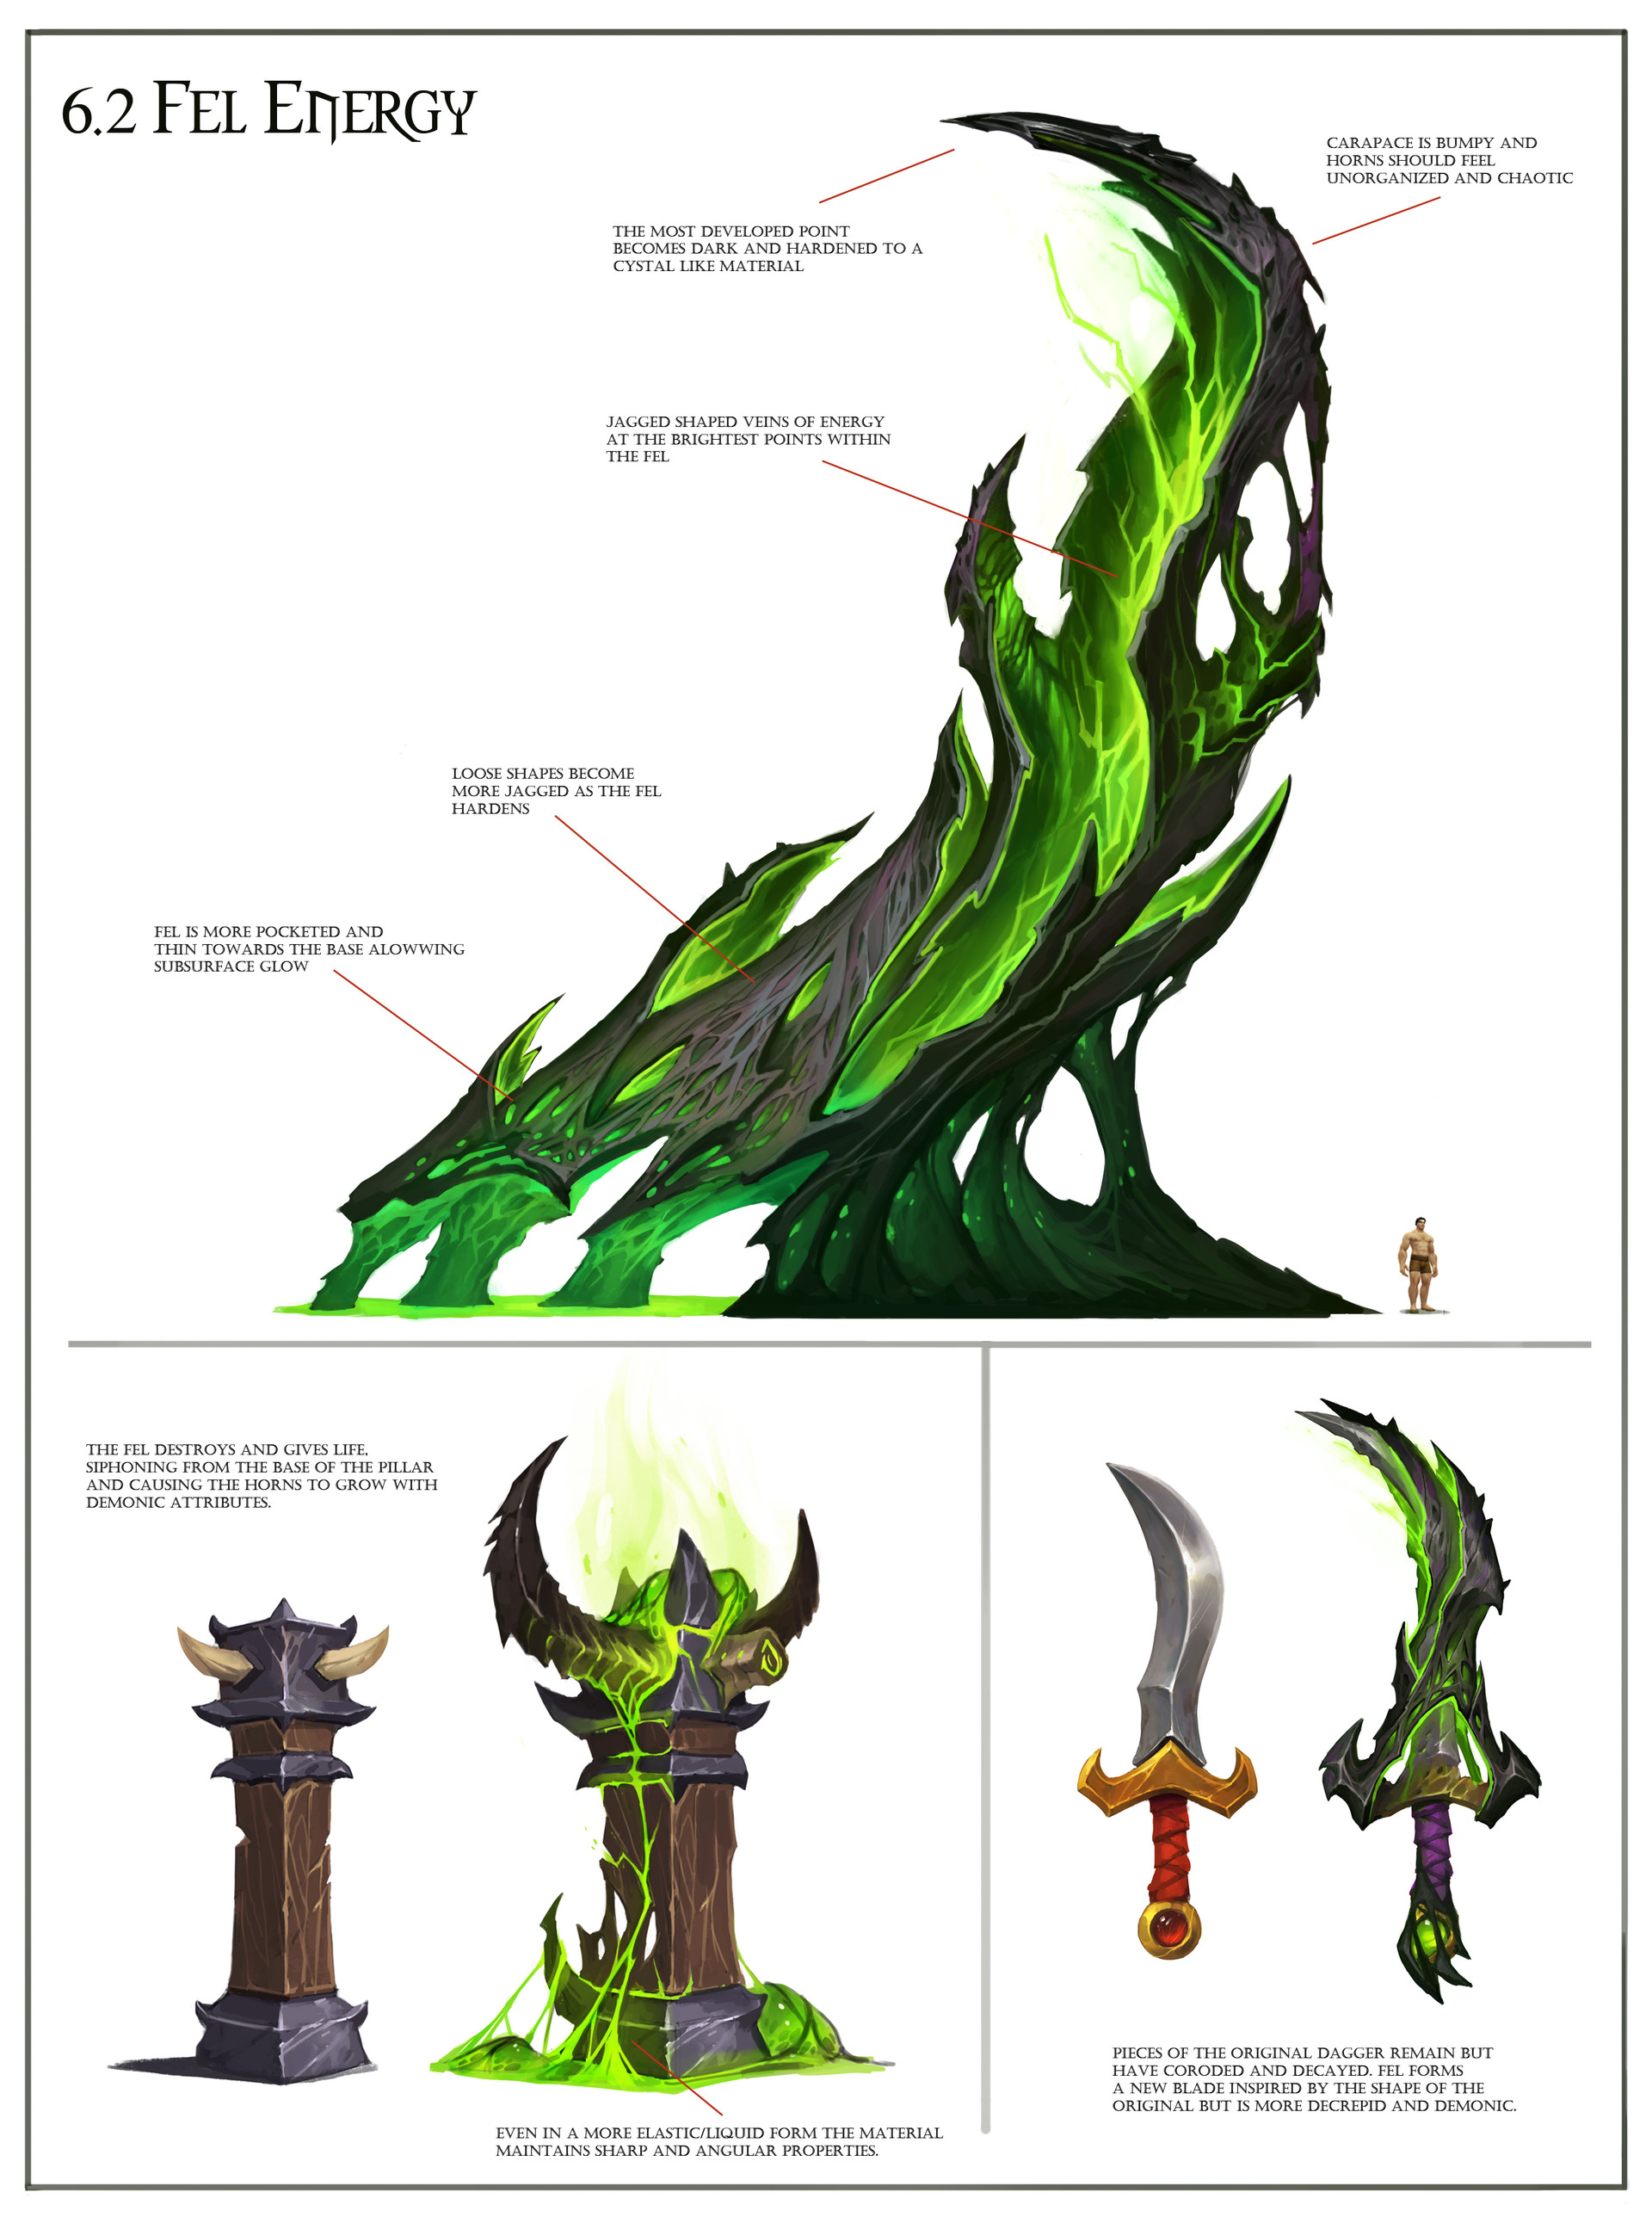 6.2 Fel Energy
CARAPACE IS BUMPY AND
HORNS SHOULD FEEL
UNORGANIZED AND CHAOTIC
THE MOST DEVELOPED POINT
BECOMES DARK AND HARDENED TO A
CYSTAL LIKE MATERIAL
JAGGED SHAPED VEINS OF ENERGY
AT THE BRIGHTEST POINTS WITHIN
THE FEL
LOOSE SHAPES BECOME
MORE JAGGED AS THE FEL
HARDENS
FEL IS MORE POCKETED AND
THIN TOWARDS THE BASE ALOWWING
SUBSURFACE GLOW
THE FEL DESTROYS AND GIVES LIFE,
SIPHONING FROM THE BASE OF THE PILLAR
AND CAUSING THE HORNS TO GROW WITH
DEMONIC ATTRIBUTES.
EVEN IN A MORE ELASTIC/LIQUID FORM THE MATERIAL
MAINTAINS SHARP AND ANGULAR PROPERTIES.
PIECES OF THE ORIGINAL DAGGER REMAIN BUT
HAVE CORODED AND DECAYED. FEL FORMS
A NEW BLADE INSPIRED BY THE SHAPE OF THE
ORIGINAL BUT IS MORE DECREPID AND DEMONIC.